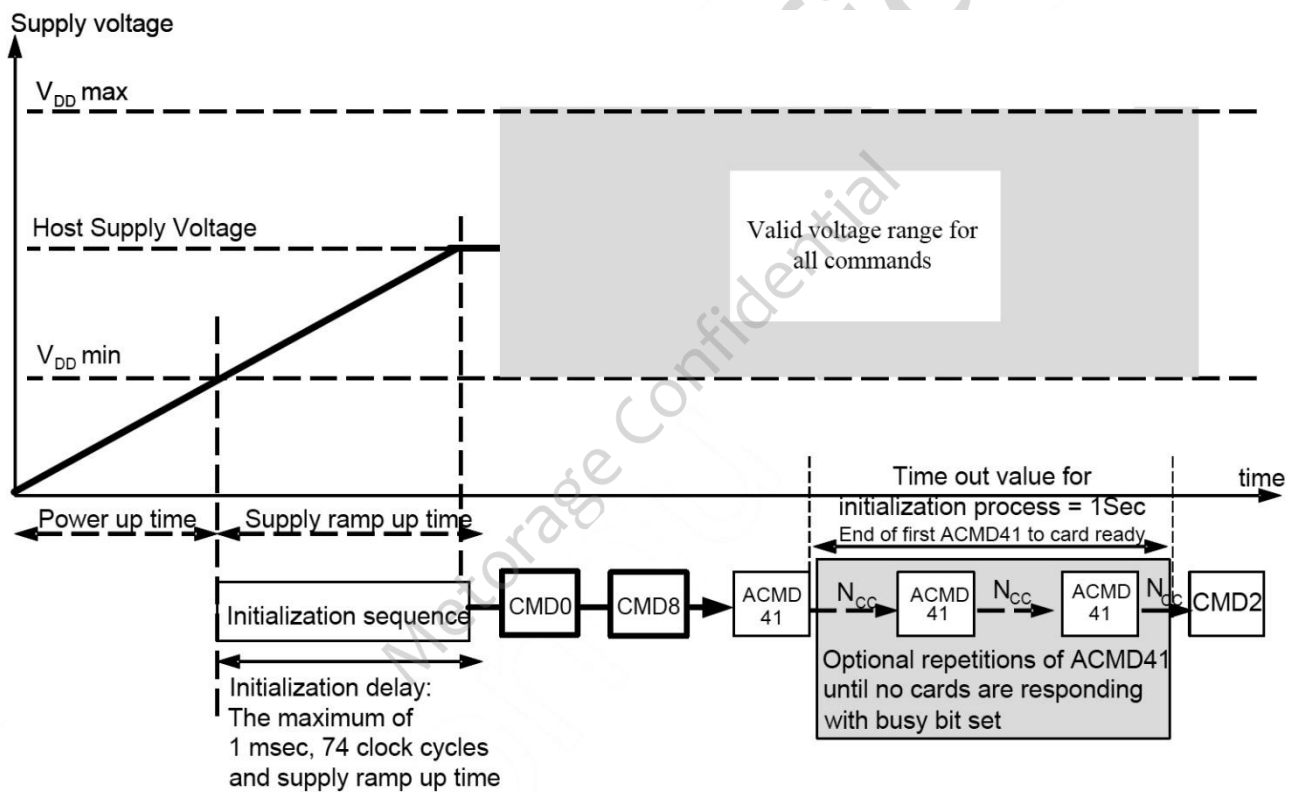 Supply voltage
V_DD max
Host Supply Voltage
Valid voltage range for
all commands
V_DD min
Metorage Confidential
Time out value for
initialization process = 1Sec
End of first ACMD41 to card ready
time
Power up time
Supply ramp up time
Initialization sequence
CMD0
CMD8
ACMD
41
N_CC
ACMD
41
N_CC
ACMD
41
N_CC
CMD2
Optional repetitions of ACMD41
until no cards are responding
with busy bit set
Initialization delay:
The maximum of
1 msec, 74 clock cycles
and supply ramp up time